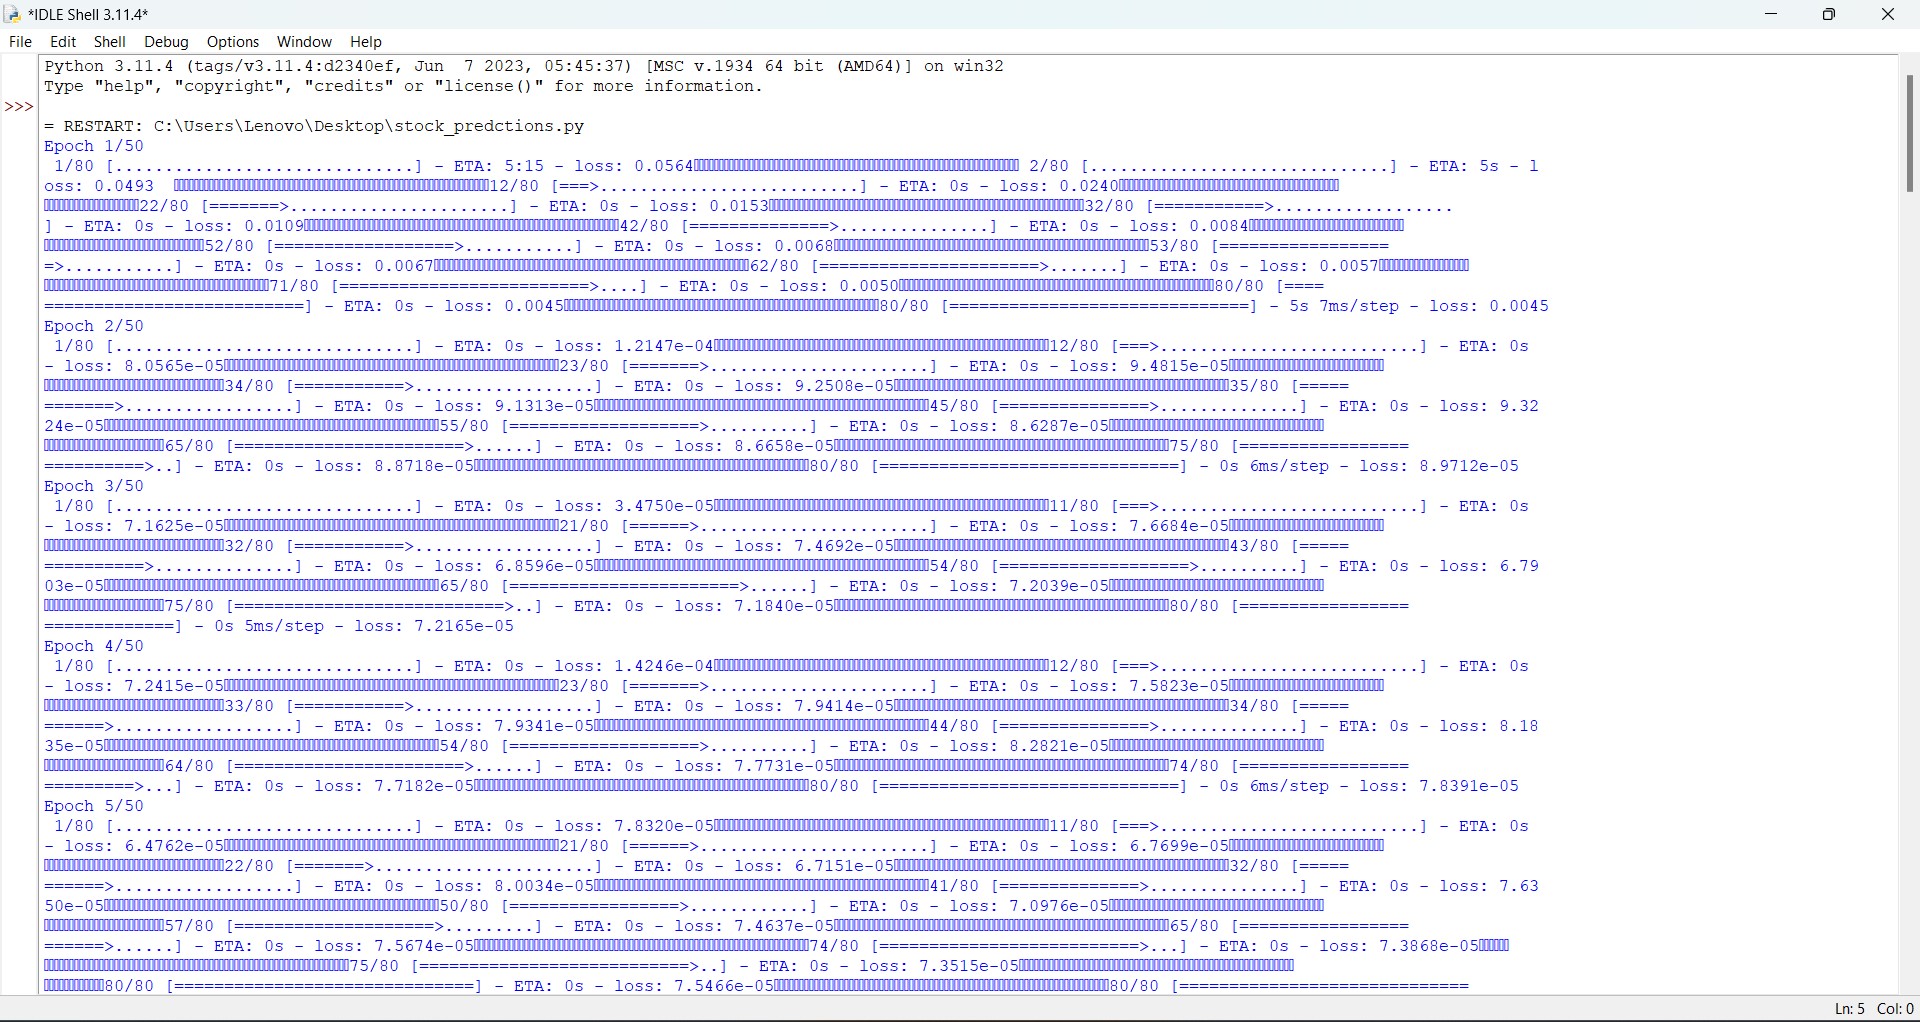 *IDLE Shell 3.11.4*
File Edit Shell Debug Options Window Help
Python 3.11.4 (tags/v3.11.4:d2340ef, Jun  7 2023, 05:45:37) [MSC v.1934 64 bit (AMD64)] on win32
Type "help", "copyright", "credits" or "license()" for more information.
>>>
= RESTART: C:\Users\Lenovo\Desktop\stock_predctions.py
Epoch 1/50
1/80 [..............................] - ETA: 5:15 - loss: 0.0564 2/80 [..............................] - ETA: 5s - l
oss: 0.0493 12/80 [===>..........................] - ETA: 0s - loss: 0.0240
22/80 [=======>......................] - ETA: 0s - loss: 0.0153 32/80 [===========>..................
] - ETA: 0s - loss: 0.0109 42/80 [==============>...............] - ETA: 0s - loss: 0.0084
52/80 [==================>...........] - ETA: 0s - loss: 0.0068 53/80 [=================
=>...........] - ETA: 0s - loss: 0.0067 62/80 [======================>.......] - ETA: 0s - loss: 0.0057
71/80 [=========================>....] - ETA: 0s - loss: 0.0050 80/80 [====
==========================] - ETA: 0s - loss: 0.0045 80/80 [==============================] - 5s 7ms/step - loss: 0.0045
Epoch 2/50
1/80 [..............................] - ETA: 0s - loss: 1.2147e-04 12/80 [===>..........................] - ETA: 0s
- loss: 8.0565e-05 23/80 [=======>......................] - ETA: 0s - loss: 9.4815e-05
34/80 [===========>..................] - ETA: 0s - loss: 9.2508e-05 35/80 [=====
=======>.................] - ETA: 0s - loss: 9.1313e-05 45/80 [===============>..............] - ETA: 0s - loss: 9.32
24e-05 55/80 [===================>..........] - ETA: 0s - loss: 8.6287e-05
65/80 [=======================>......] - ETA: 0s - loss: 8.6658e-05 75/80 [=================
==========>..] - ETA: 0s - loss: 8.8718e-05 80/80 [==============================] - 0s 6ms/step - loss: 8.9712e-05
Epoch 3/50
1/80 [..............................] - ETA: 0s - loss: 3.4750e-05 11/80 [===>..........................] - ETA: 0s
- loss: 7.1625e-05 21/80 [======>.......................] - ETA: 0s - loss: 7.6684e-05
32/80 [===========>..................] - ETA: 0s - loss: 7.4692e-05 43/80 [=====
==========>..............] - ETA: 0s - loss: 6.8596e-05 54/80 [===================>..........] - ETA: 0s - loss: 6.79
03e-05 65/80 [=======================>......] - ETA: 0s - loss: 7.2039e-05
75/80 [===========================>..] - ETA: 0s - loss: 7.1840e-05 80/80 [=================
=============] - 0s 5ms/step - loss: 7.2165e-05
Epoch 4/50
1/80 [..............................] - ETA: 0s - loss: 1.4246e-04 12/80 [===>..........................] - ETA: 0s
- loss: 7.2415e-05 23/80 [=======>......................] - ETA: 0s - loss: 7.5823e-05
33/80 [===========>..................] - ETA: 0s - loss: 7.9414e-05 34/80 [=====
======>..................] - ETA: 0s - loss: 7.9341e-05 44/80 [===============>..............] - ETA: 0s - loss: 8.18
35e-05 54/80 [===================>..........] - ETA: 0s - loss: 8.2821e-05
64/80 [=======================>......] - ETA: 0s - loss: 7.7731e-05 74/80 [=================
=========>...] - ETA: 0s - loss: 7.7182e-05 80/80 [==============================] - 0s 6ms/step - loss: 7.8391e-05
Epoch 5/50
1/80 [..............................] - ETA: 0s - loss: 7.8320e-05 11/80 [===>..........................] - ETA: 0s
- loss: 6.4762e-05 21/80 [======>.......................] - ETA: 0s - loss: 6.7699e-05
22/80 [=======>......................] - ETA: 0s - loss: 6.7151e-05 32/80 [=====
======>..................] - ETA: 0s - loss: 8.0034e-05 41/80 [==============>...............] - ETA: 0s - loss: 7.63
50e-05 50/80 [=================>............] - ETA: 0s - loss: 7.0976e-05
57/80 [====================>.........] - ETA: 0s - loss: 7.4637e-05 65/80 [=================
======>......] - ETA: 0s - loss: 7.5674e-05 74/80 [==========================>...] - ETA: 0s - loss: 7.3868e-05
75/80 [===========================>..] - ETA: 0s - loss: 7.3515e-05
80/80 [==============================] - ETA: 0s - loss: 7.5466e-05 80/80 [=============================
Ln: 5 Col: 0